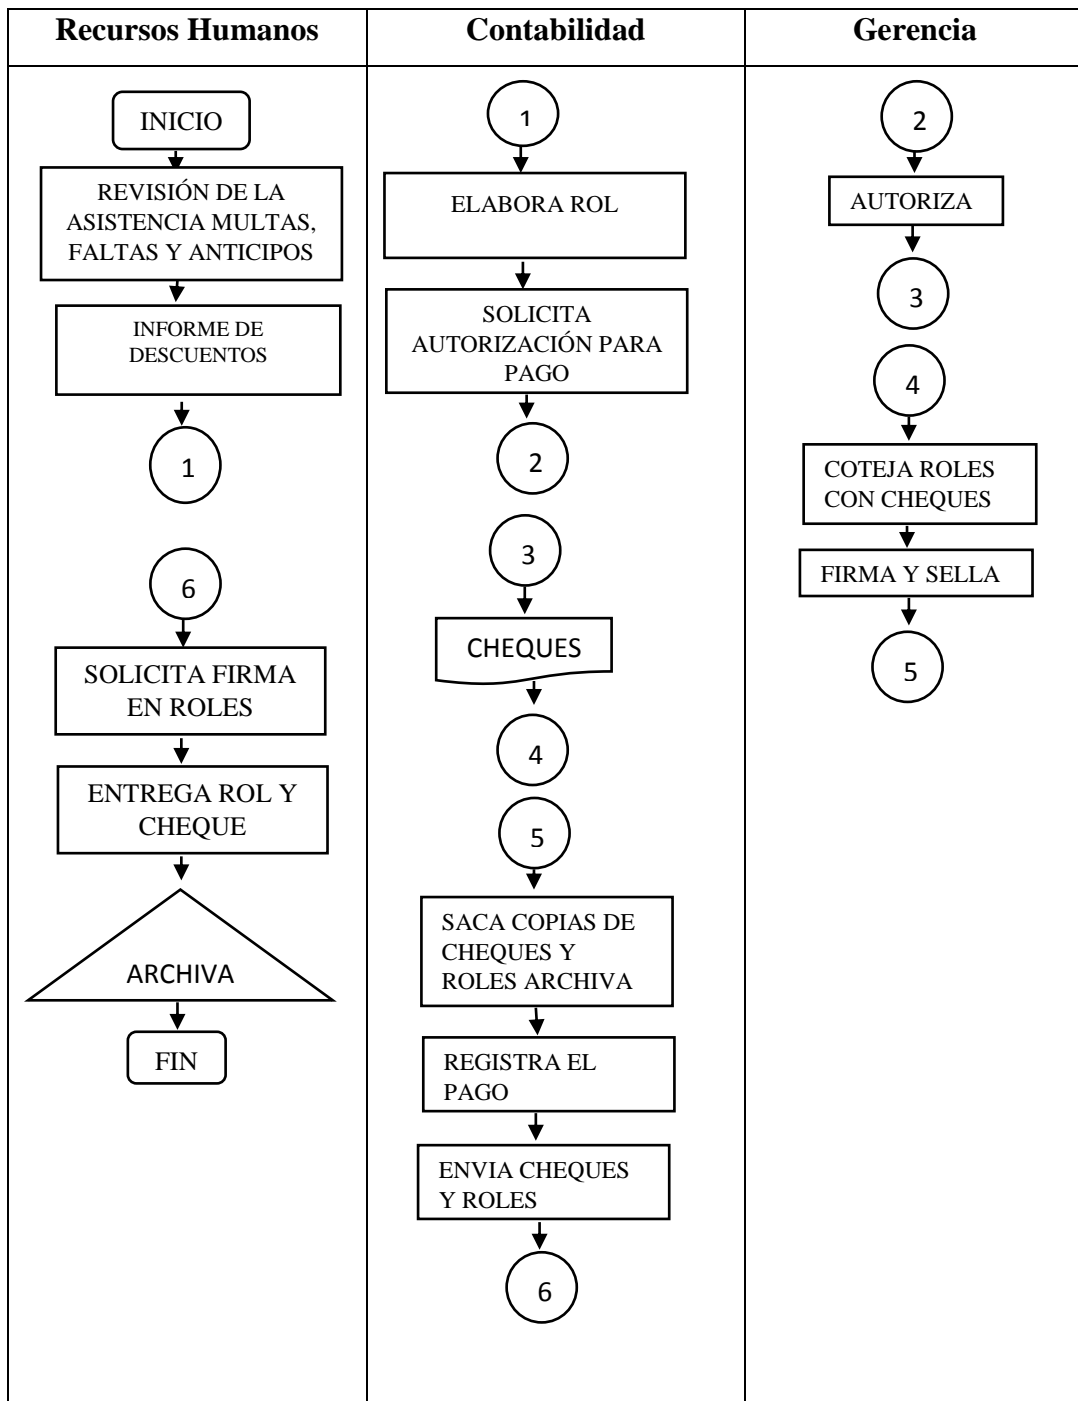 Recursos Humanos
Contabilidad
Gerencia
INICIO
REVISIÓN DE LA
ASISTENCIA MULTAS,
FALTAS Y ANTICIPOS
INFORME DE
DESCUENTOS
1
6
SOLICITA FIRMA
EN ROLES
ENTREGA ROL Y
CHEQUE
ARCHIVA
FIN
1
ELABORA ROL
SOLICITA
AUTORIZACIÓN PARA
PAGO
2
3
CHEQUES
4
5
SACA COPIAS DE
CHEQUES Y
ROLES ARCHIVA
REGISTRA EL
PAGO
ENVIA CHEQUES
Y ROLES
6
2
AUTORIZA
3
4
COTEJA ROLES
CON CHEQUES
FIRMA Y SELLA
5